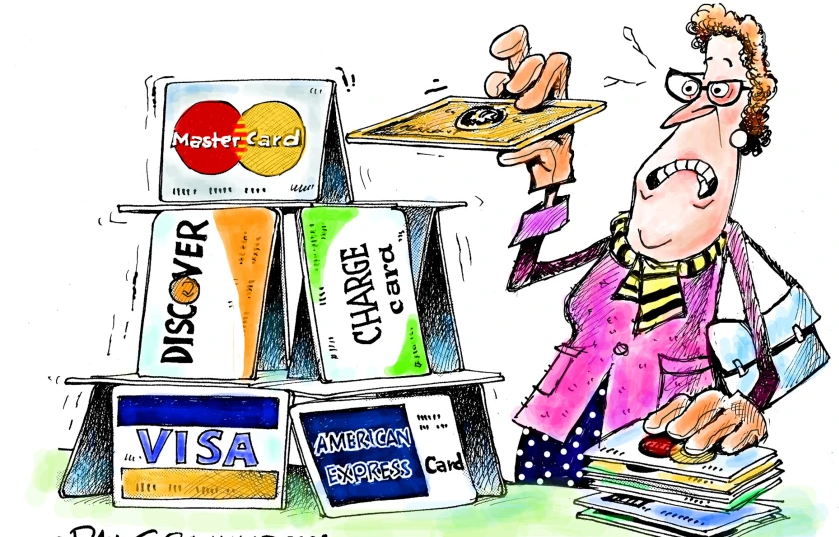 MasterCard
DISCOVER
CHARGE
card
VISA
AMERICAN
EXPRESS
Card